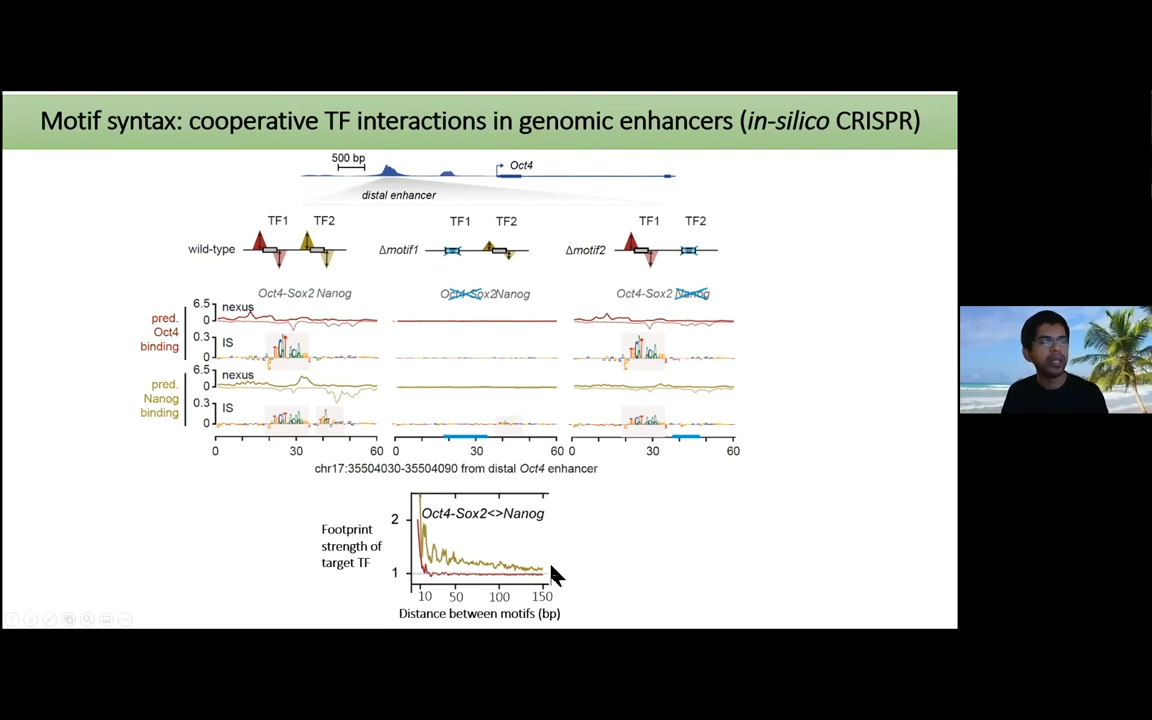 Motif syntax: cooperative TF interactions in genomic enhancers (in-silico CRISPR)
500 bp
Oct4
distal enhancer
TF1 TF2 TF1 TF2 TF1 TF2
wild-type Δmotif1 Δmotif2
Oct4-Sox2 Nanog Oct4-Sox2 Nanog Oct4-Sox2 Nanog
pred. Oct4 binding
6.5 nexus
0
0.3 IS
0
pred. Nanog binding
6.5 nexus
0
0.3 IS
0
0 30 60 0 30 60 0 30 60
chr17:35504030-35504090 from distal Oct4 enhancer
Footprint
strength of
target TF
Oct4-Sox2<>Nanog
2
1
10 50 100 150
Distance between motifs (bp)